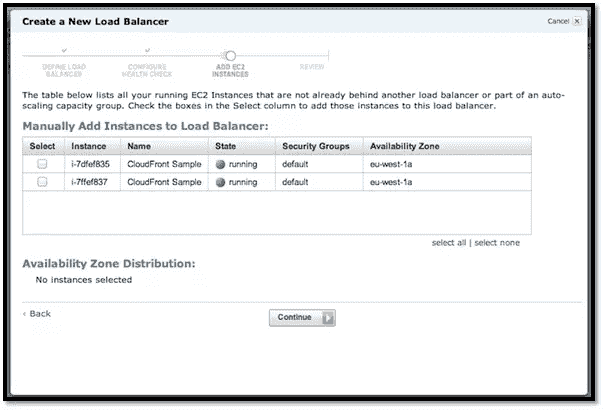 Create a New Load Balancer
Cancel x
DEFINE LOAD BALANCER
CONFIGURE HEALTH CHECK
ADD EC2 INSTANCES
REVIEW
The table below lists all your running EC2 Instances that are not already behind another load balancer or part of an auto-
scaling capacity group. Check the boxes in the Select column to add those instances to this load balancer.
Manually Add Instances to Load Balancer:
Select Instance Name State Security Groups Availability Zone
i-7dfef835 CloudFront Sample running default eu-west-1a
i-7ffef837 CloudFront Sample running default eu-west-1a
select all | select none
Availability Zone Distribution:
No instances selected
‹ Back
Continue